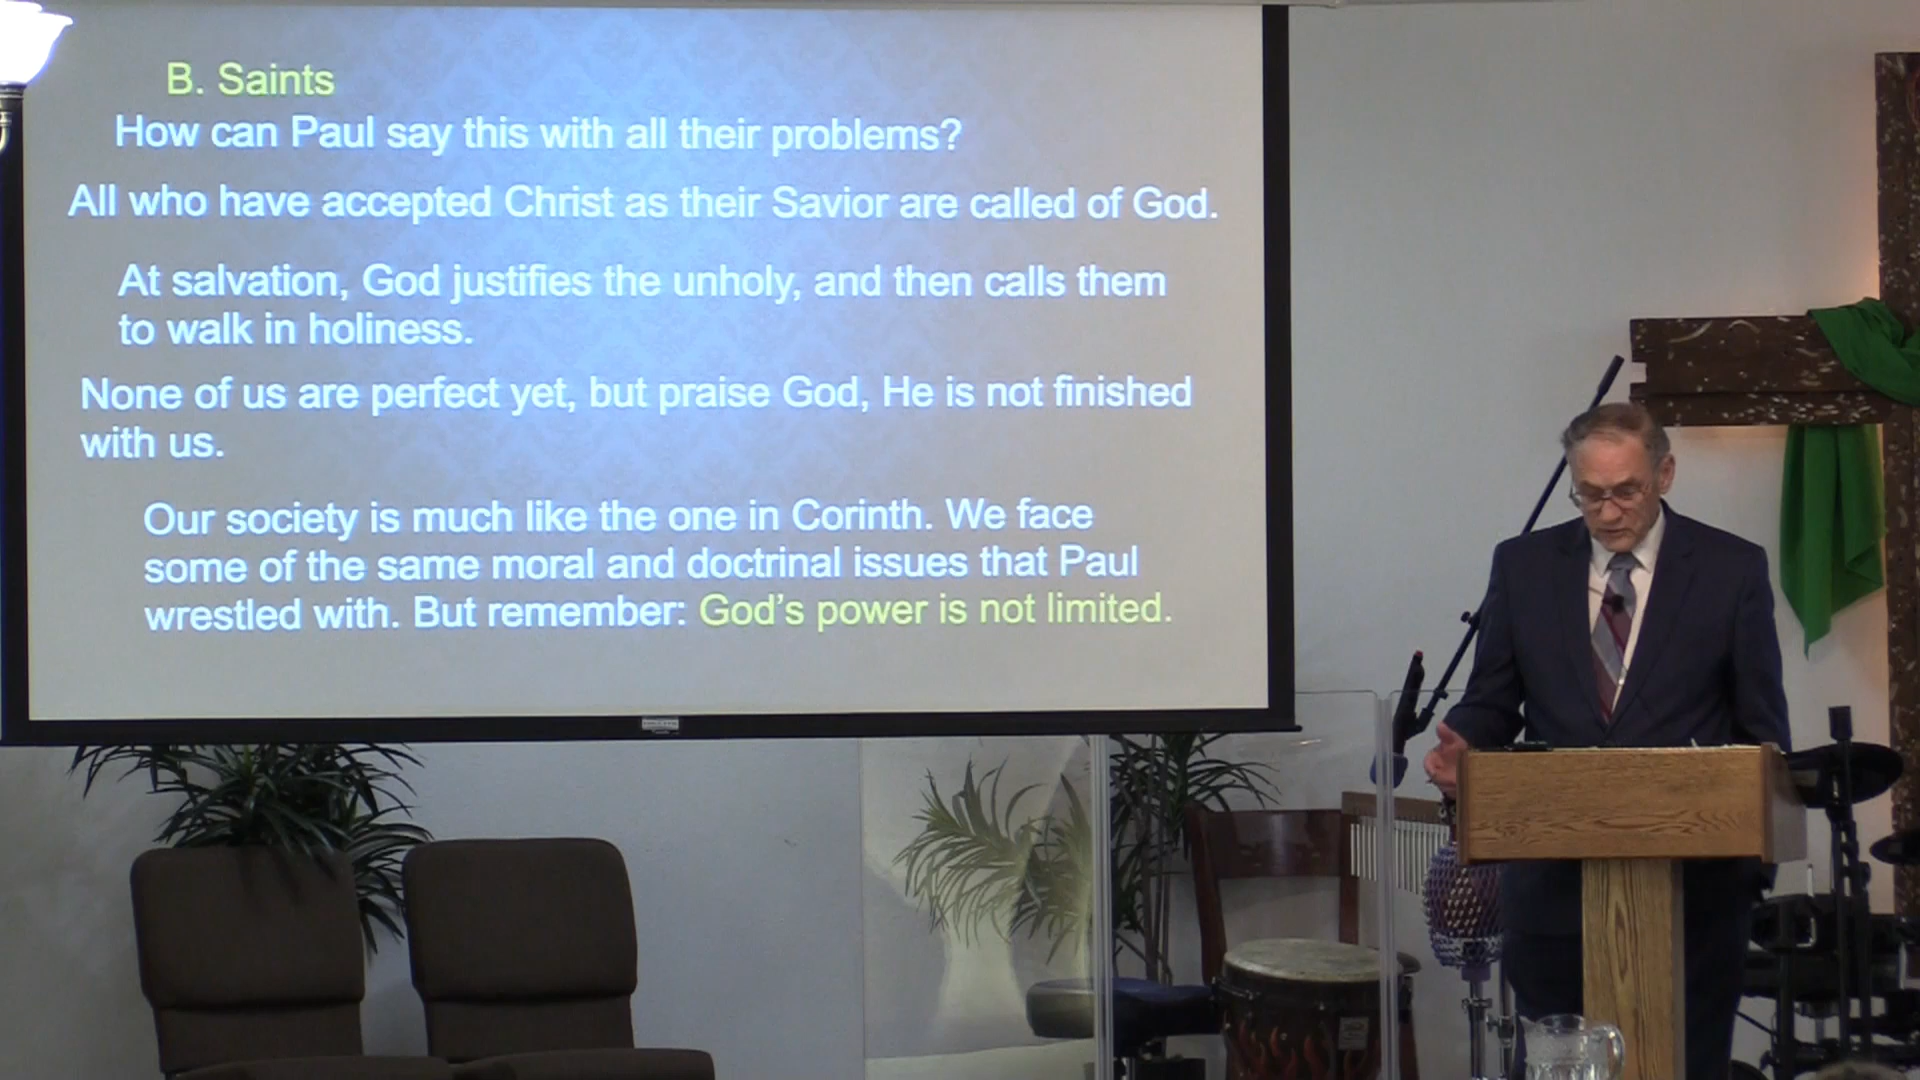 B. Saints
How can Paul say this with all their problems?
All who have accepted Christ as their Savior are called of God.
At salvation, God justifies the unholy, and then calls them
to walk in holiness.
None of us are perfect yet, but praise God, He is not finished
with us.
Our society is much like the one in Corinth. We face
some of the same moral and doctrinal issues that Paul
wrestled with. But remember: God’s power is not limited.